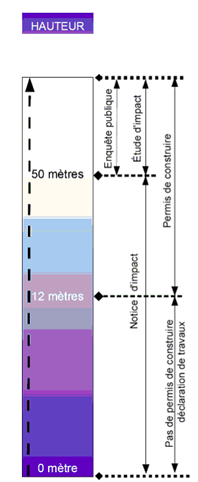 HAUTEUR
50 mètres
12 mètres
0 mètre
Enquête publique
Étude d'impact
Notice d'impact
Permis de construire
Pas de permis de construire
déclaration de travaux